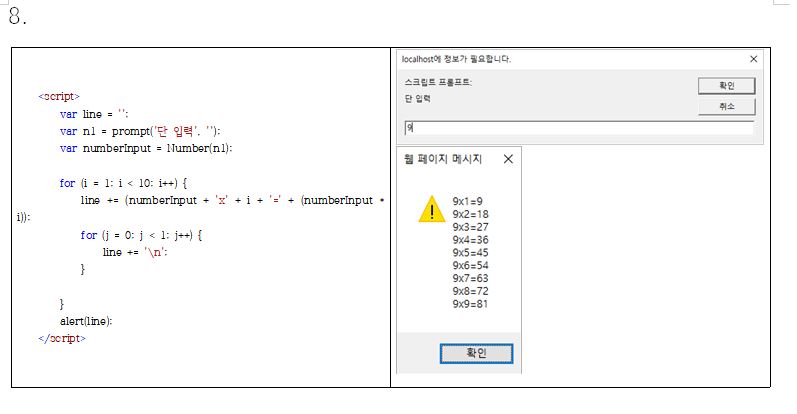 8.
<script>
var line = '';
var n1 = prompt('단 입력', '');
var numberInput = Number(n1);
for (i = 1; i < 10; i++) {
line += (numberInput + 'x' + i + '=' + (numberInput *
i));
for (j = 0; j < 1; j++) {
line += '\n';
}
}
alert(line);
</script>
localhost에 정보가 필요합니다.
스크립트 프롬프트:
확인
단 입력
취소
9
웹 페이지 메시지
9x1=9
9x2=18
9x3=27
9x4=36
9x5=45
9x6=54
9x7=63
9x8=72
9x9=81
확인